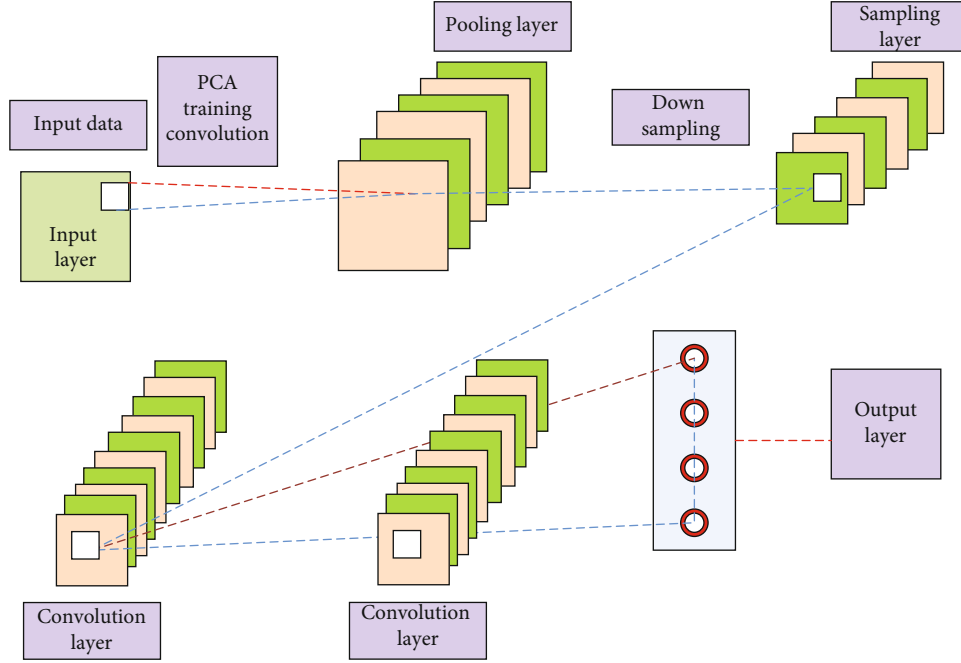 Pooling layer
Sampling
layer
PCA
training
convolution
Input data
Down
sampling
Input
layer
Output
layer
Convolution
layer
Convolution
layer